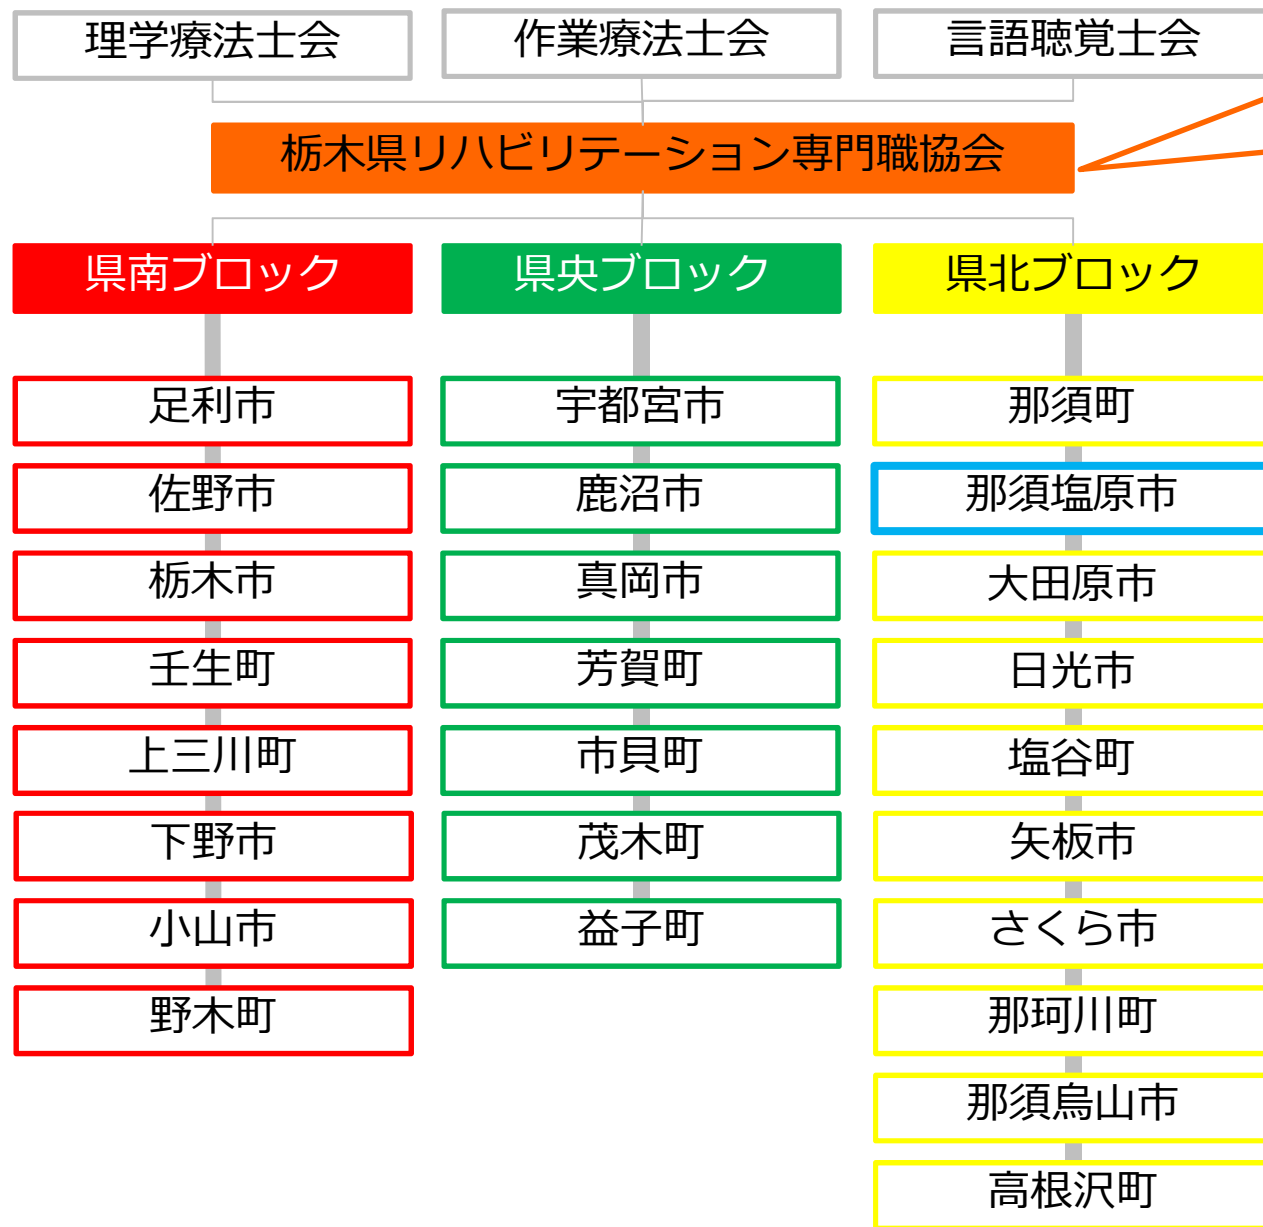 理学療法士会
作業療法士会
言語聴覚士会
栃木県リハビリテーション専門職協会
県南ブロック
県央ブロック
県北ブロック
足利市
佐野市
栃木市
壬生町
上三川町
下野市
小山市
野木町
宇都宮市
鹿沼市
真岡市
芳賀町
市貝町
茂木町
益子町
那須町
那須塩原市
大田原市
日光市
塩谷町
矢板市
さくら市
那珂川町
那須烏山市
高根沢町